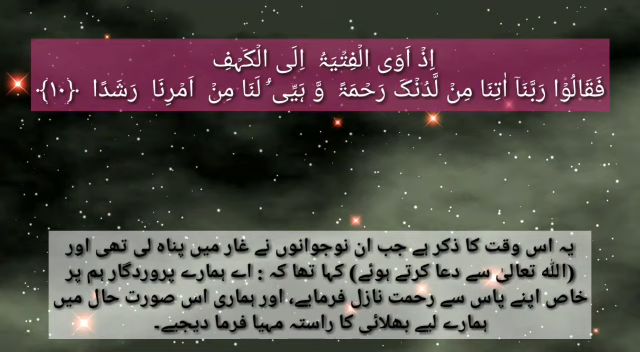 اِذۡ اَوَی الۡفِتۡیَۃُ اِلَی الۡکَہۡفِ
فَقَالُوۡا رَبَّنَاۤ اٰتِنَا مِنۡ لَّدُنۡکَ رَحۡمَۃً وَّ ہَیِّیٴۡ لَنَا مِنۡ اَمۡرِنَا رَشَدًا ﴿۱۰﴾
یہ اس وقت کا ذکر ہے جب ان نوجوانوں نے غار میں پناہ لی تھی اور
(اللہ تعالیٰ سے دعا کرتے ہوئے) کہا تھا کہ : اے ہمارے پروردگار ہم پر
خاص اپنے پاس سے رحمت نازل فرمایے، اور ہماری اس صورت حال میں
ہمارے لیے بھلائی کا راستہ مہیا فرما دیجیے۔